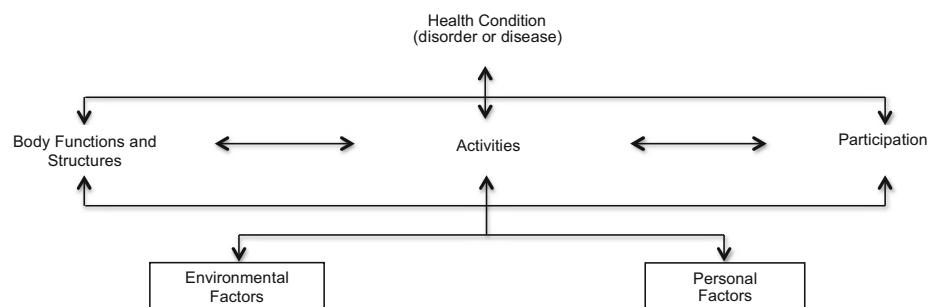 Health Condition
(disorder or disease)
Body Functions and
Structures
Activities
Participation
Environmental
Factors
Personal
Factors